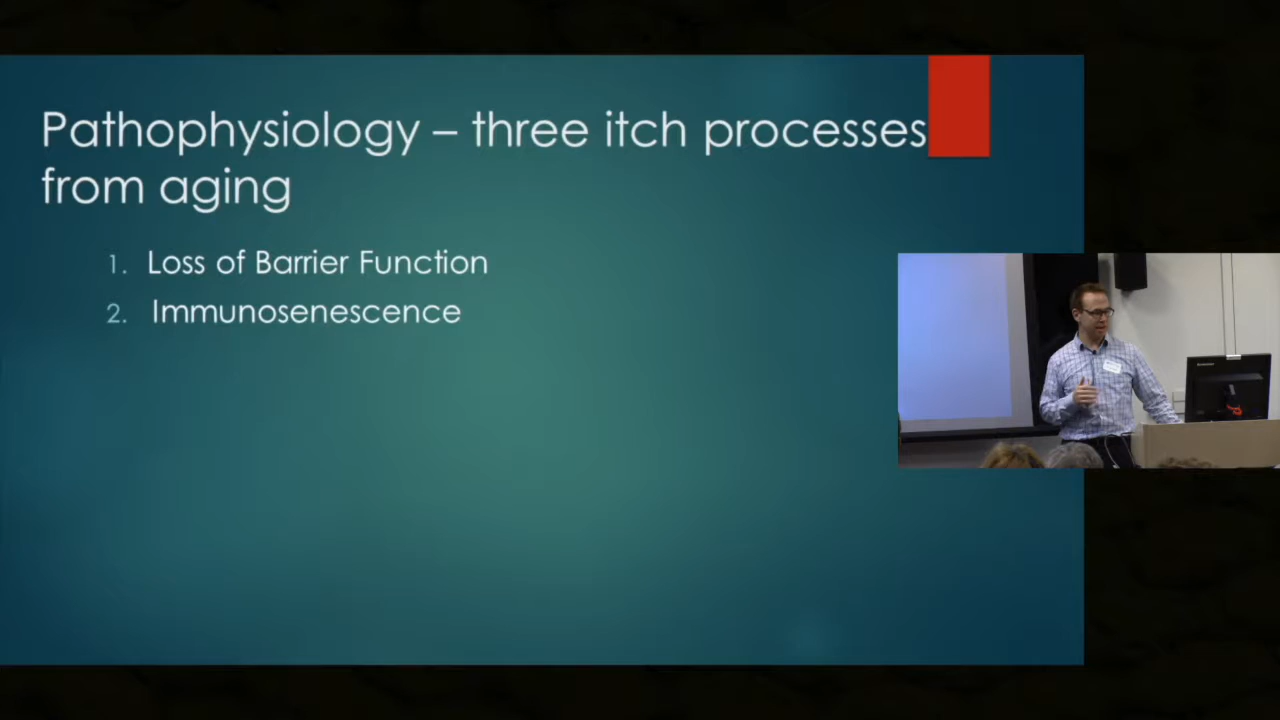 Pathophysiology – three itch processes
from aging
1. Loss of Barrier Function
2. Immunosenescence